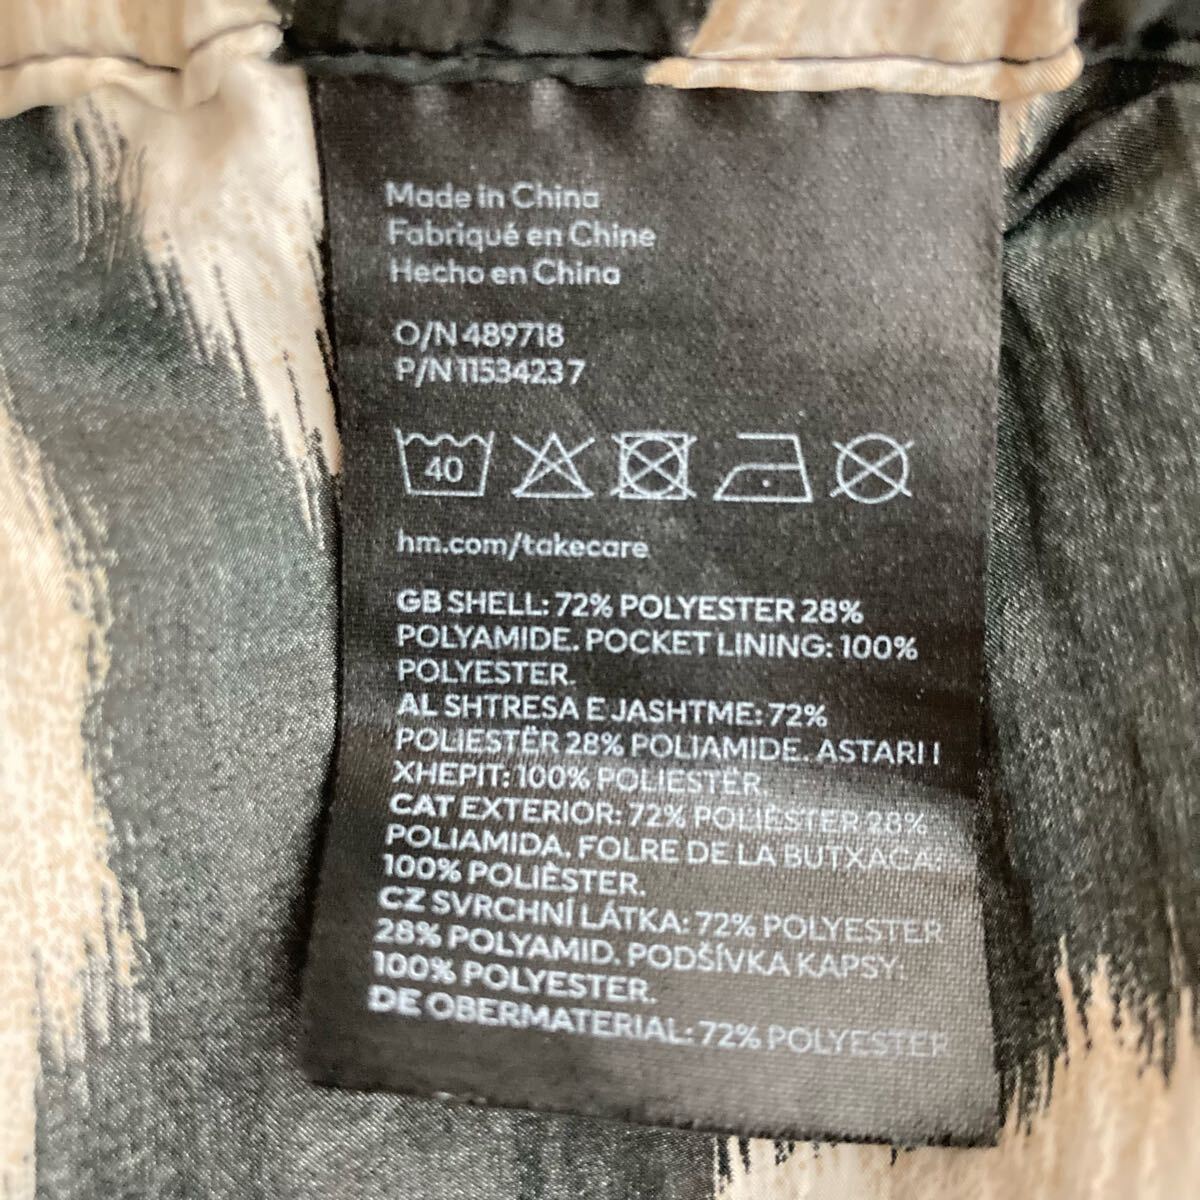 Made in China
Fabriqué en Chine
Hecho en China
O/N 489718
P/N 11534237
40
hm.com/takecare
GB SHELL: 72% POLYESTER 28%
POLYAMIDE. POCKET LINING: 100%
POLYESTER.
AL SHTRESA E JASHTME: 72%
POLIESTËR 28% POLIAMIDE. ASTARI I
XHEPIT: 100% POLIESTËR.
CAT EXTERIOR: 72% POLIÈSTER 28%
POLIAMIDA. FOLRE DE LA BUTXACA:
100% POLIÈSTER.
CZ SVRCHNÍ LÁTKA: 72% POLYESTER
28% POLYAMID. PODŠÍVKA KAPSY:
100% POLYESTER.
DE OBERMATERIAL: 72% POLYESTER